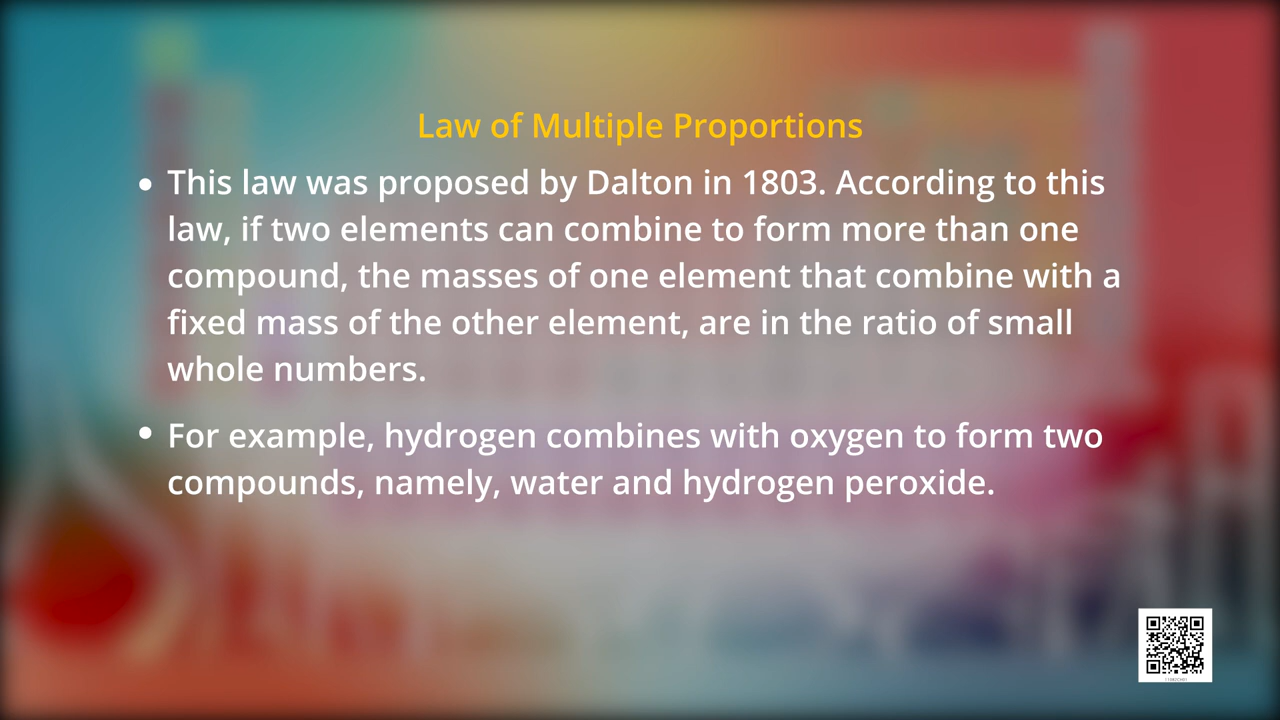 Law of Multiple Proportions
• This law was proposed by Dalton in 1803. According to this
law, if two elements can combine to form more than one
compound, the masses of one element that combine with a
fixed mass of the other element, are in the ratio of small
whole numbers.
• For example, hydrogen combines with oxygen to form two
compounds, namely, water and hydrogen peroxide.